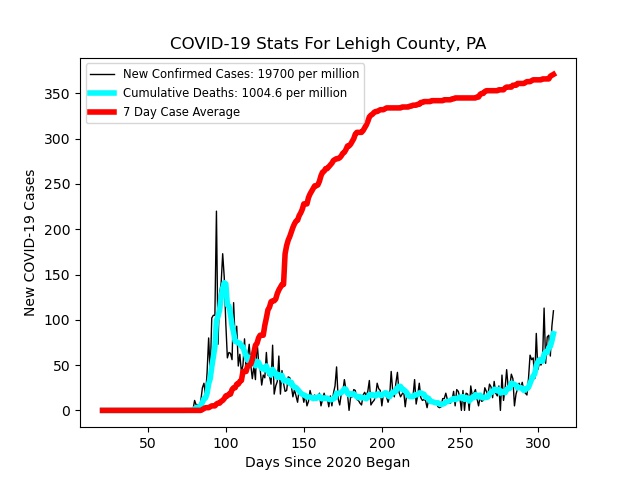 COVID-19 Stats For Lehigh County, PA
New Confirmed Cases: 19700 per million
Cumulative Deaths: 1004.6 per million
7 Day Case Average
New COVID-19 Cases
350
300
250
200
150
100
50
0
50 100 150 200 250 300
Days Since 2020 Began